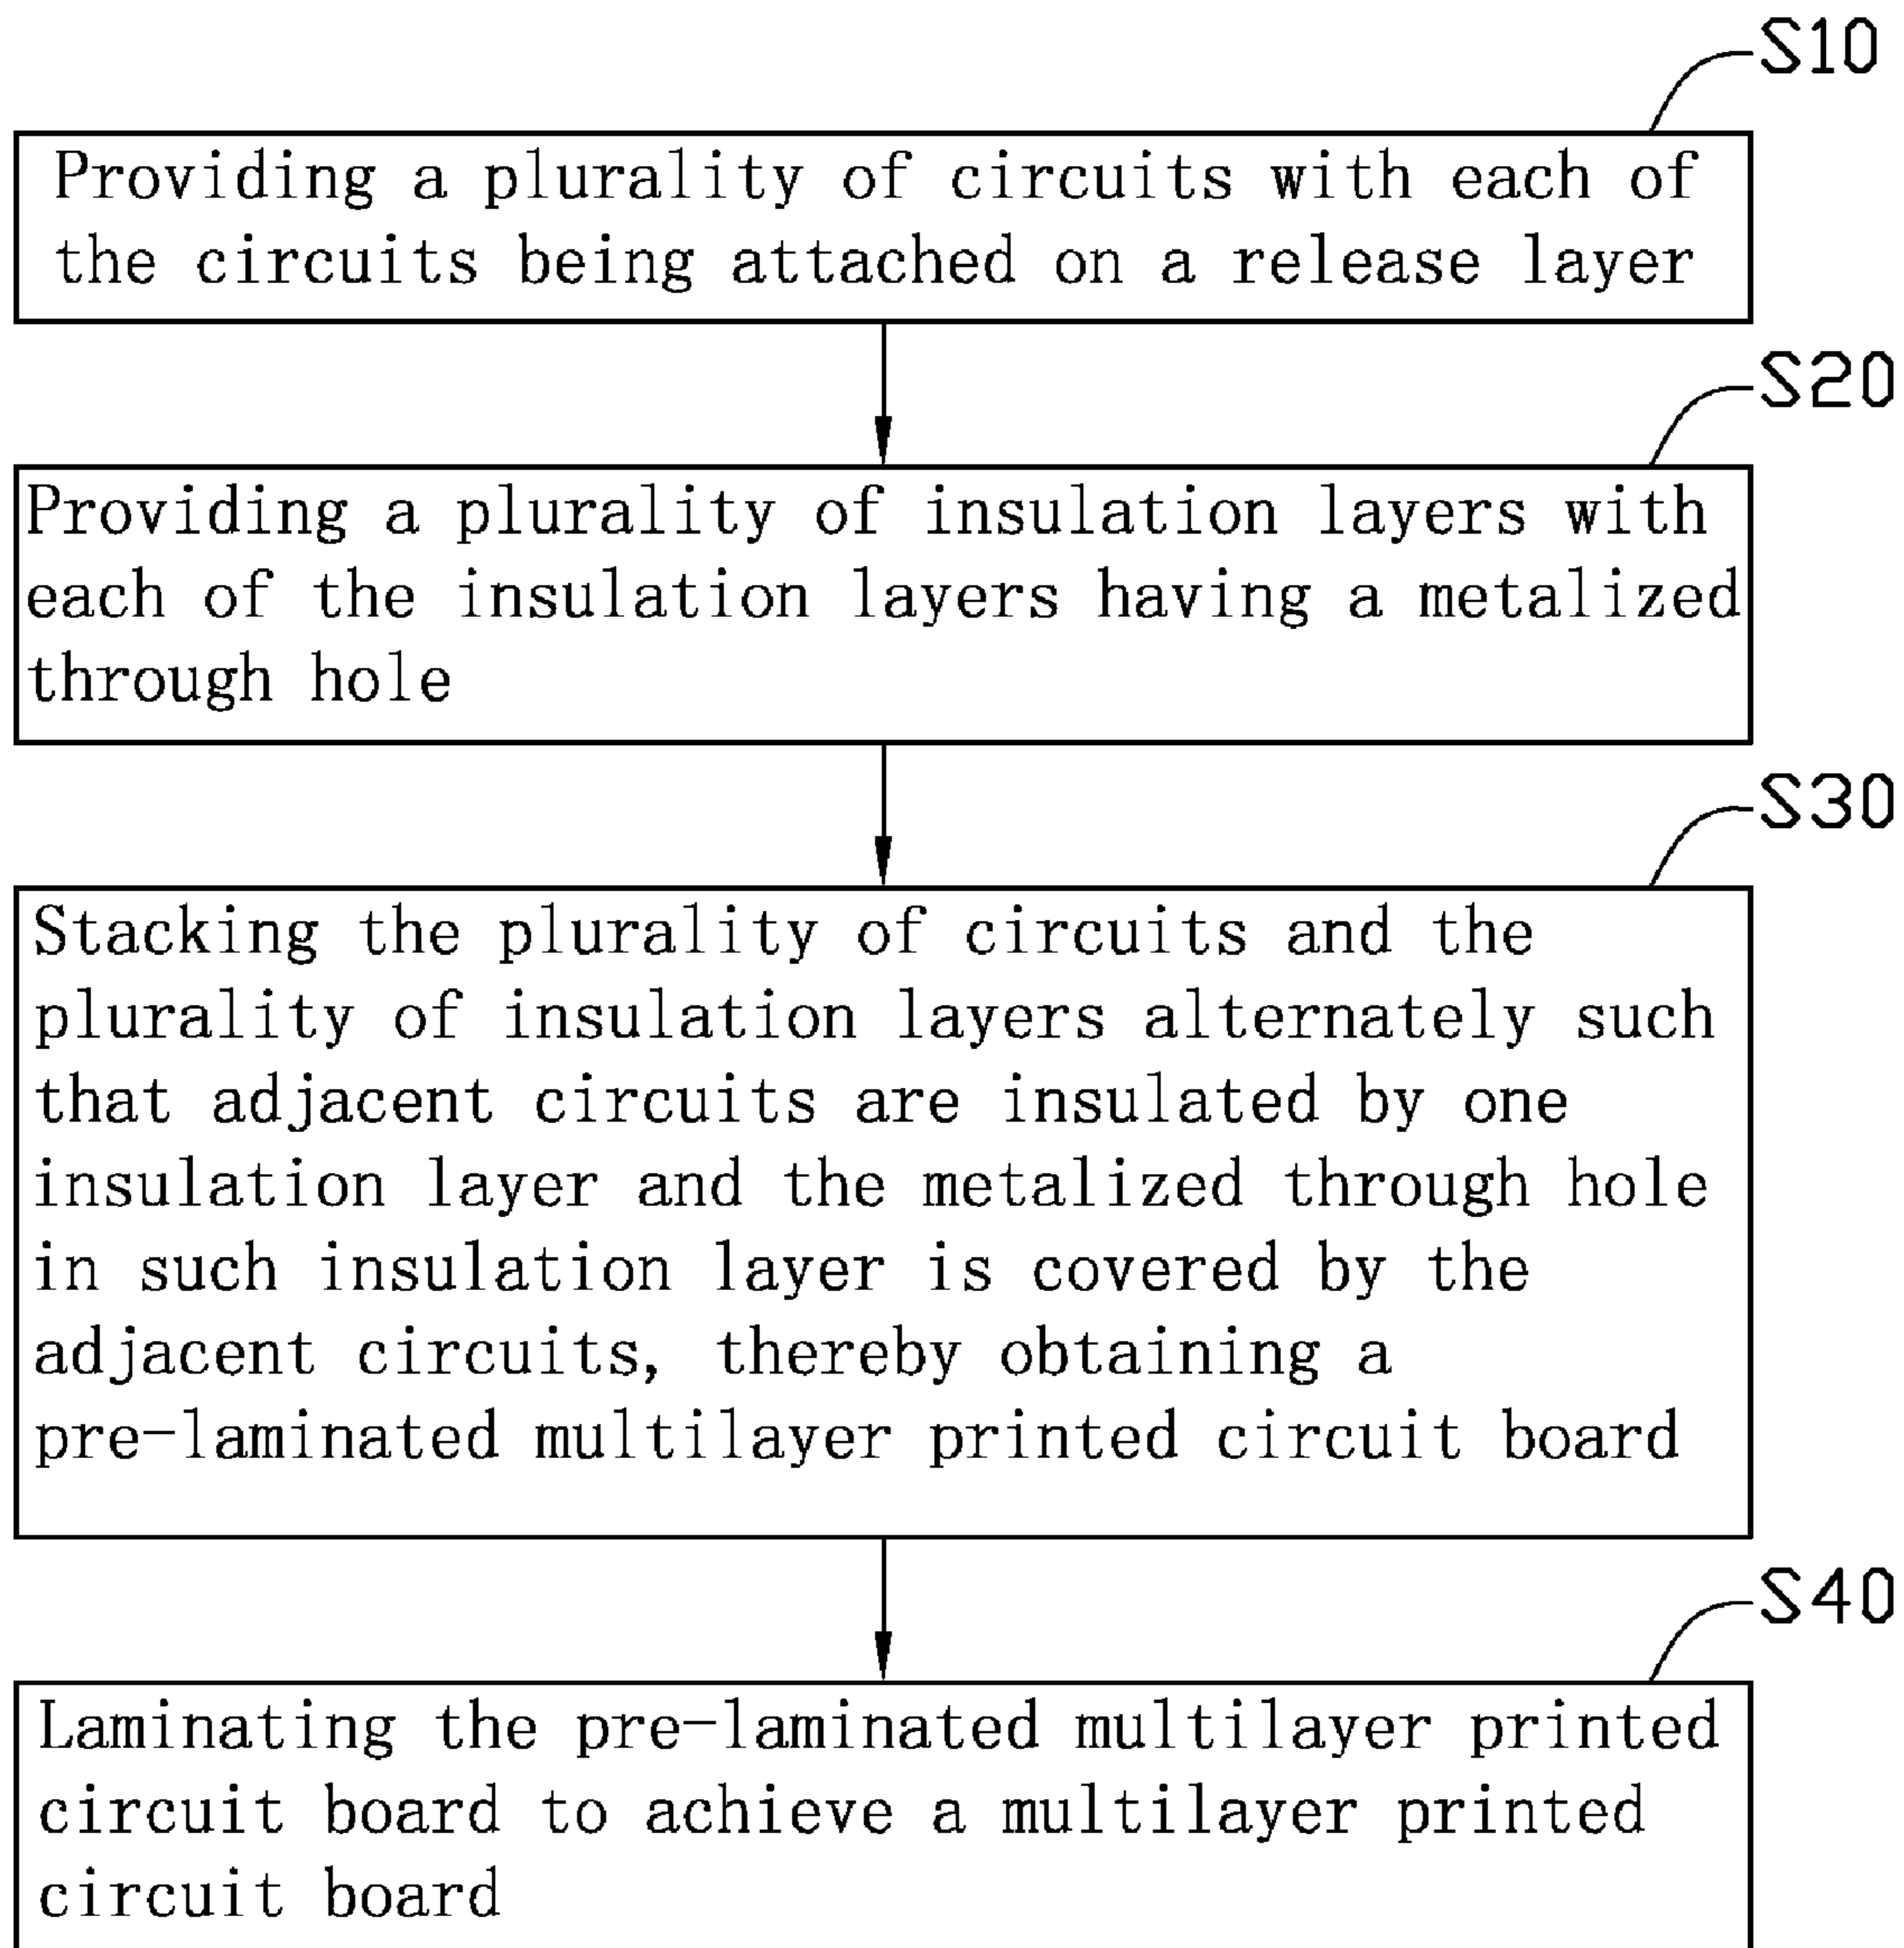 S10
Providing a plurality of circuits with each of
the circuits being attached on a release layer
S20
Providing a plurality of insulation layers with
each of the insulation layers having a metalized
through hole
S30
Stacking the plurality of circuits and the
plurality of insulation layers alternately such
that adjacent circuits are insulated by one
insulation layer and the metalized through hole
in such insulation layer is covered by the
adjacent circuits, thereby obtaining a
pre-laminated multilayer printed circuit board
S40
Laminating the pre-laminated multilayer printed
circuit board to achieve a multilayer printed
circuit board